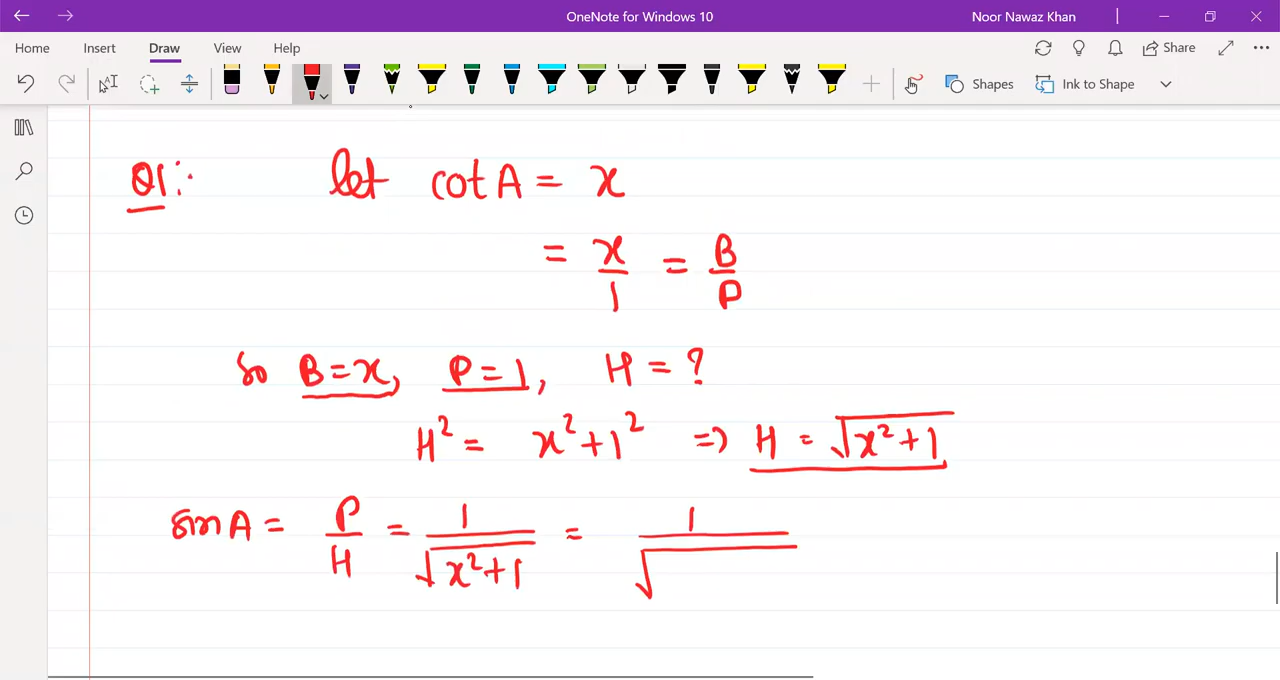 OneNote for Windows 10
Noor Nawaz Khan
Home Insert Draw View Help
Share
Shapes
Ink to Shape
Q1:- let cot A = x
= x/1 = B/P
So B = x, P = 1, H = ?
H² = x² + 1² => H = √(x² + 1)
sin A = P/H = 1/√(x² + 1) = 1/√